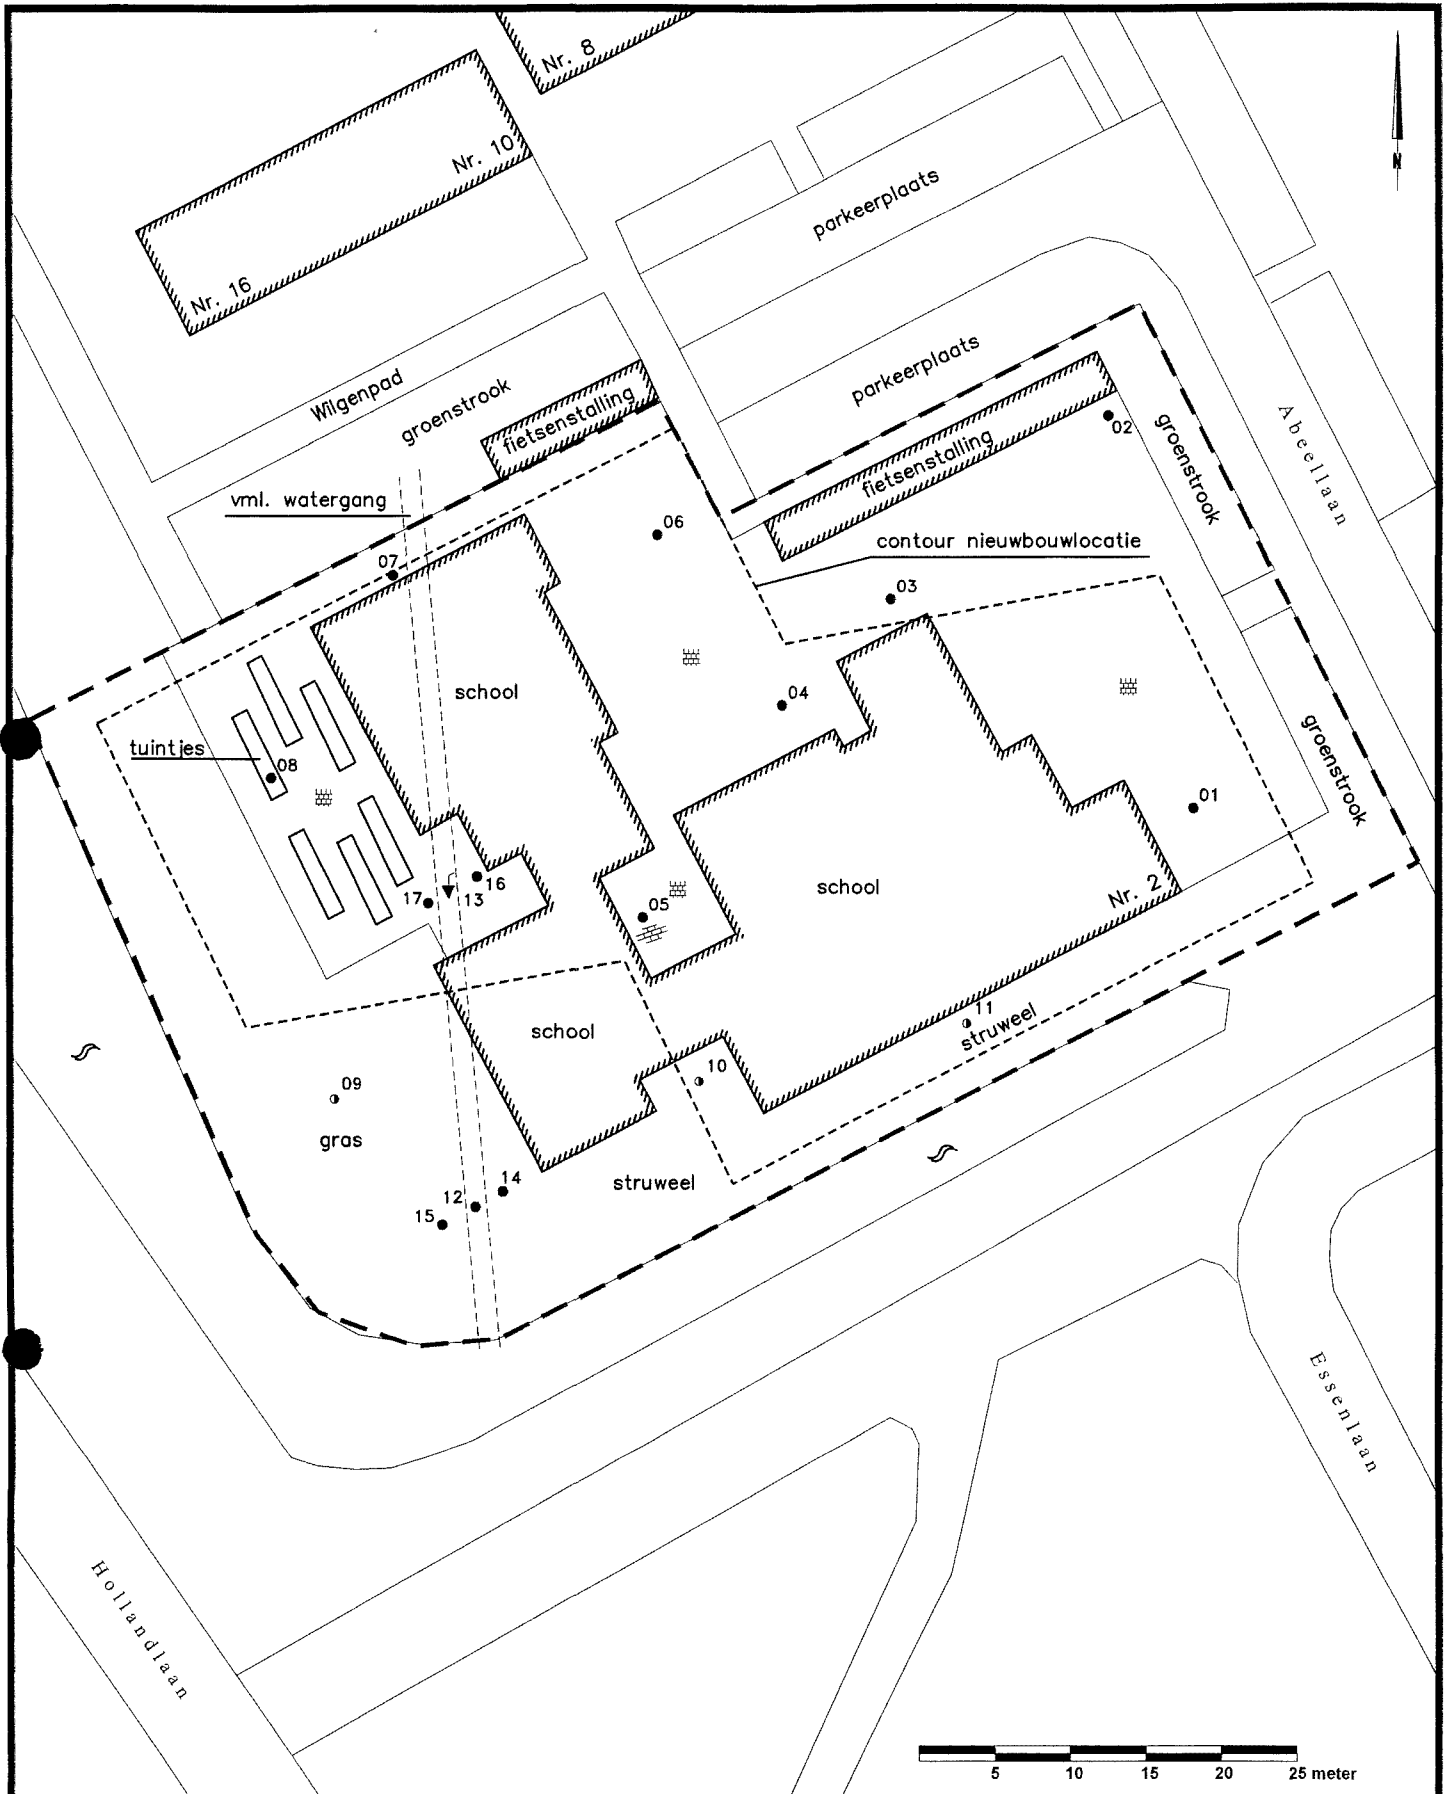 Nr. 8
Nr. 10
N
parkeerplaats
Nr. 16
parkeerplaats
Wilgenpad
groenstrook
fietsenstalling
02
Abeellaan
groenstrook
fietsenstalling
vml. watergang
06
contour nieuwbouwlocatie
07
03
school
04
tuintjes
08
groenstrook
01
16
school
17
13
05
Nr. 2
11
struweel
school
10
09
gras
14
struweel
12
15
Essenlaan
Hollandlaan
5 10 15 20 25 meter